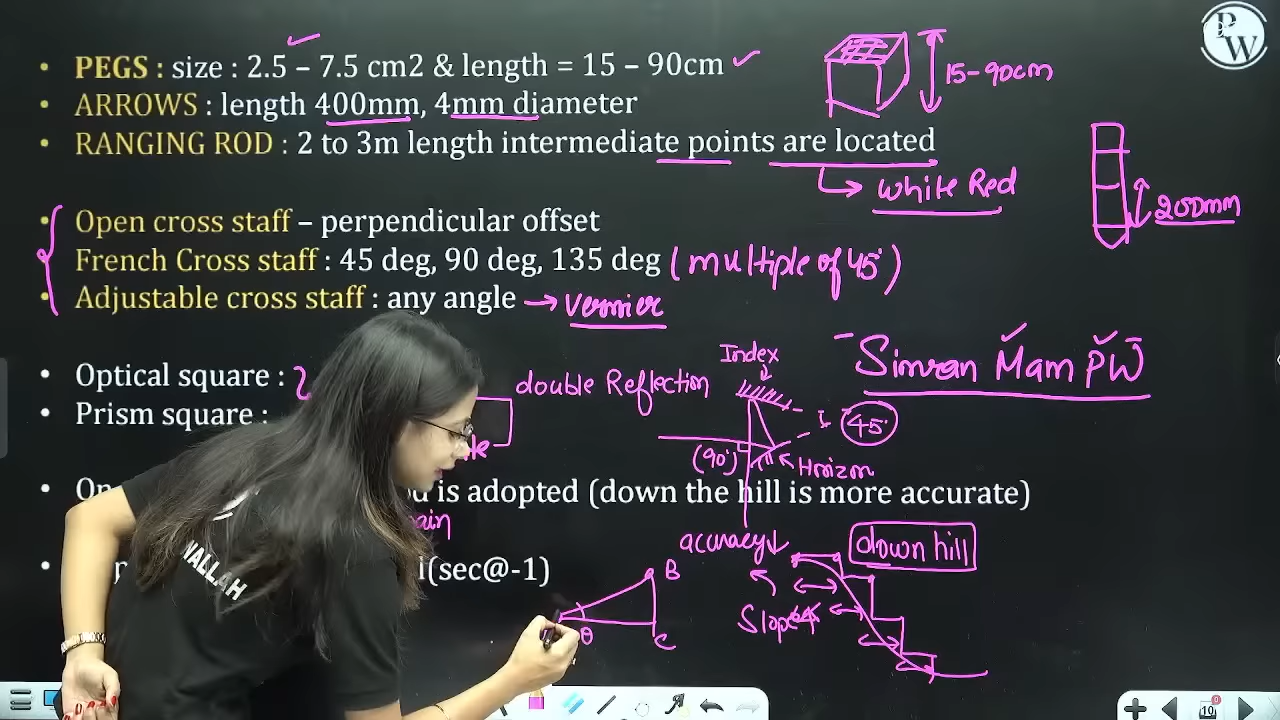 PW
PEGS : size : 2.5 – 7.5 cm2 & length = 15 – 90cm
15-90cm
ARROWS : length 400mm, 4mm diameter
RANGING ROD : 2 to 3m length intermediate points are located
White Red
200mm
Open cross staff – perpendicular offset
French Cross staff : 45 deg, 90 deg, 135 deg (multiple of 45°)
Adjustable cross staff : any angle → Vernier
Simran Mam PW
Index
Optical square :
double Reflection
45°
Prism square :
(90°)
Horizon
is adopted (down the hill is more accurate)
accuracy↓
down hill
(sec@-1)
B
Slope
θ
C
WALLAH
10